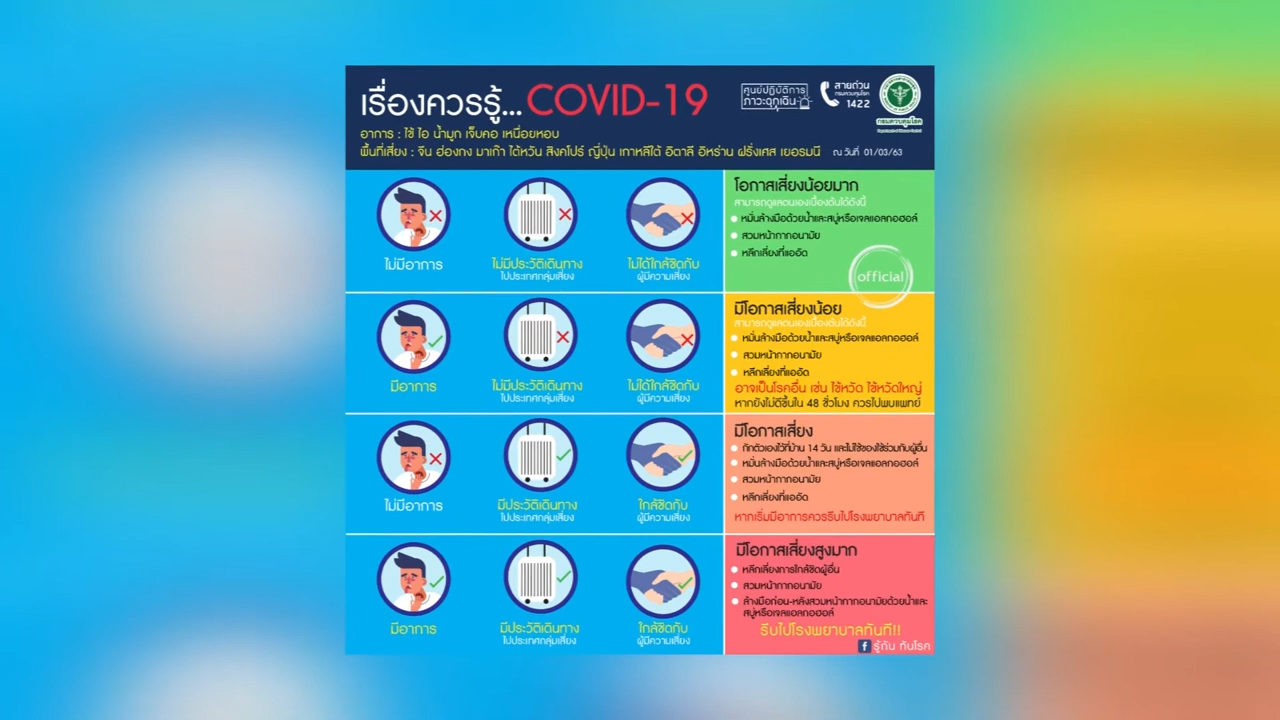 เรื่องควรรู้... COVID-19
ศูนย์ปฏิบัติการ
ภาวะฉุกเฉิน
สายด่วน
กรมควบคุมโรค
1422
กรมควบคุมโรค
อาการ : ไข้ ไอ น้ำมูก เจ็บคอ เหนื่อยหอบ
พื้นที่เสี่ยง : จีน ฮ่องกง มาเก๊า ไต้หวัน สิงคโปร์ ญี่ปุ่น เกาหลีใต้ อิตาลี อิหร่าน ฝรั่งเศส เยอรมนี ณ วันที่ 01/03/63
ไม่มีอาการ
ไม่มีประวัติเดินทาง
ไปประเทศกลุ่มเสี่ยง
ไม่ได้ใกล้ชิดกับ
ผู้มีความเสี่ยง
โอกาสเสี่ยงน้อยมาก
สามารถดูแลตนเองเบื้องต้นได้ดังนี้
หมั่นล้างมือด้วยน้ำและสบู่หรือเจลแอลกอฮอล์
สวมหน้ากากอนามัย
หลีกเลี่ยงที่แออัด
official
มีอาการ
ไม่มีประวัติเดินทาง
ไปประเทศกลุ่มเสี่ยง
ไม่ได้ใกล้ชิดกับ
ผู้มีความเสี่ยง
มีโอกาสเสี่ยงน้อย
สามารถดูแลตนเองเบื้องต้นได้ดังนี้
หมั่นล้างมือด้วยน้ำและสบู่หรือเจลแอลกอฮอล์
สวมหน้ากากอนามัย
หลีกเลี่ยงที่แออัด
อาจเป็นโรคอื่น เช่น ไข้หวัด ไข้หวัดใหญ่
หากยังไม่ดีขึ้นใน 48 ชั่วโมง ควรไปพบแพทย์
ไม่มีอาการ
มีประวัติเดินทาง
ไปประเทศกลุ่มเสี่ยง
ใกล้ชิดกับ
ผู้มีความเสี่ยง
มีโอกาสเสี่ยง
กักตัวเองไว้ที่บ้าน 14 วัน และไม่ใช้ของใช้ร่วมกับผู้อื่น
หมั่นล้างมือด้วยน้ำและสบู่หรือเจลแอลกอฮอล์
สวมหน้ากากอนามัย
หลีกเลี่ยงที่แออัด
หากเริ่มมีอาการควรรีบไปโรงพยาบาลทันที
มีอาการ
มีประวัติเดินทาง
ไปประเทศกลุ่มเสี่ยง
ใกล้ชิดกับ
ผู้มีความเสี่ยง
มีโอกาสเสี่ยงสูงมาก
หลีกเลี่ยงการใกล้ชิดผู้อื่น
สวมหน้ากากอนามัย
ล้างมือก่อน-หลังสวมหน้ากากอนามัยด้วยน้ำและ
สบู่หรือเจลแอลกอฮอล์
รีบไปโรงพยาบาลทันที!!
รู้กัน ทันโรค